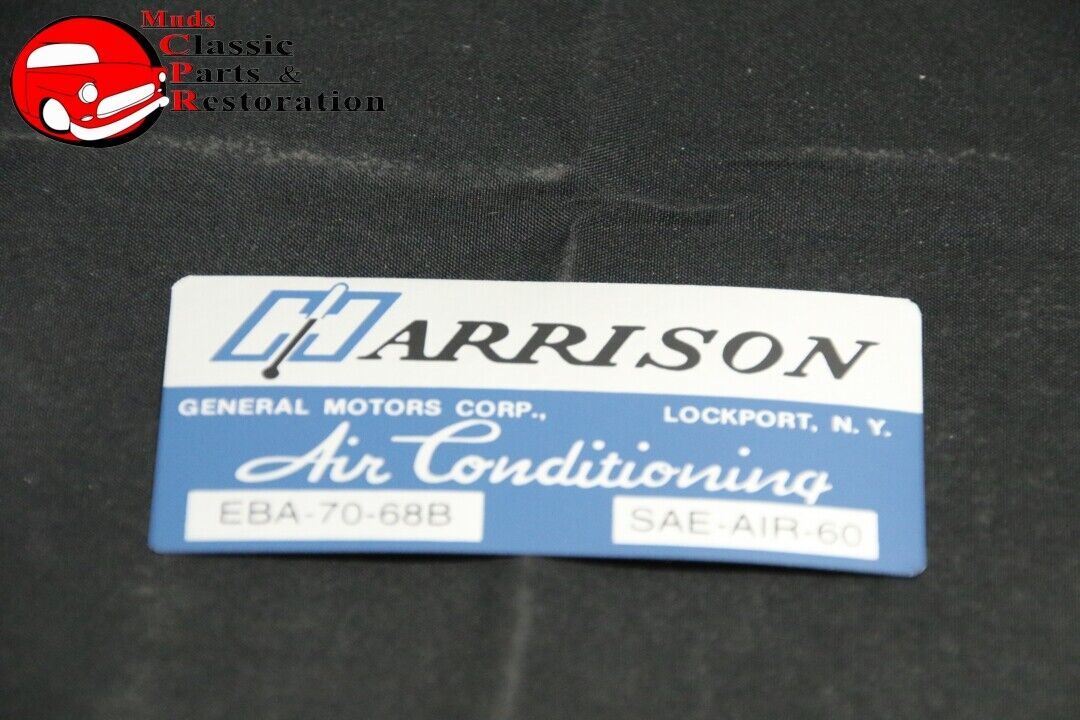 Muds
Classic
Parts &
Restoration
HARRISON
GENERAL MOTORS CORP., LOCKPORT, N. Y.
Air Conditioning
EBA-70-68B SAE-AIR-60